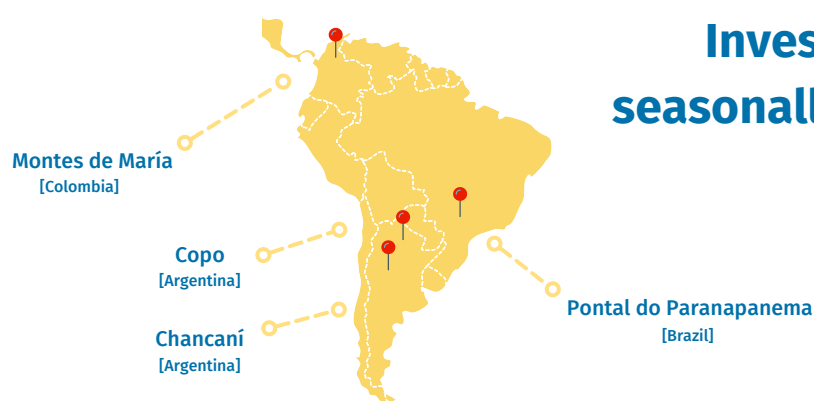 Inves
seasonall
Montes de María
[Colombia]
Copo
[Argentina]
Chancaní
[Argentina]
Pontal do Paranapanema
[Brazil]